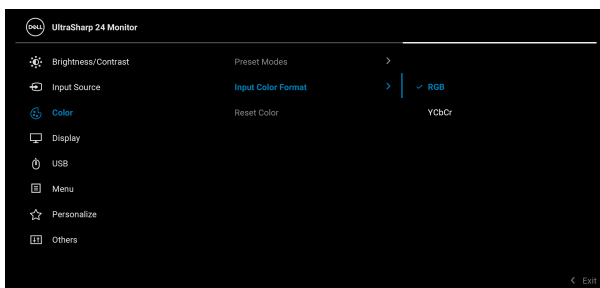 DELL UltraSharp 24 Monitor
Brightness/Contrast Preset Modes
Input Source Input Color Format RGB
Color Reset Color YCbCr
Display
USB
Menu
Personalize
Others
Exit